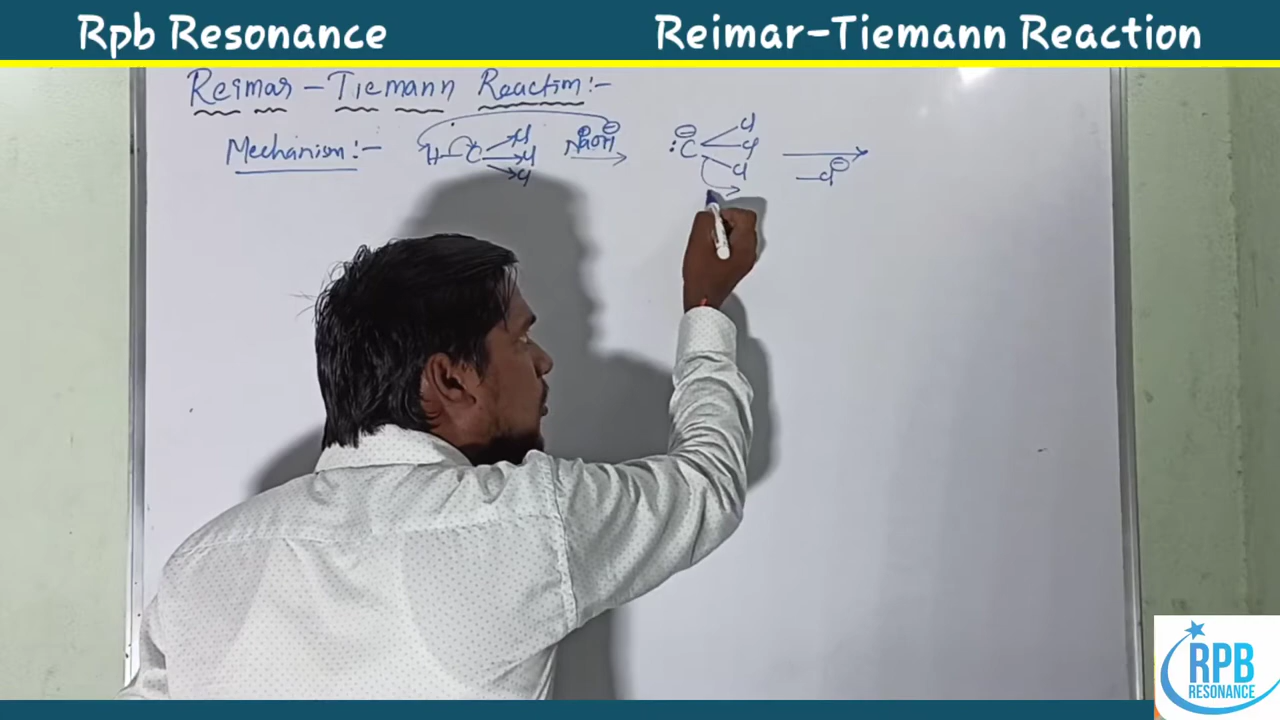 Rpb Resonance
Reimar-Tiemann Reaction
Reimar - Tiemann Reaction:-
Mechanism:- H-C Cl Cl Cl NaOH :C Cl Cl Cl -Cl
RPB
RESONANCE